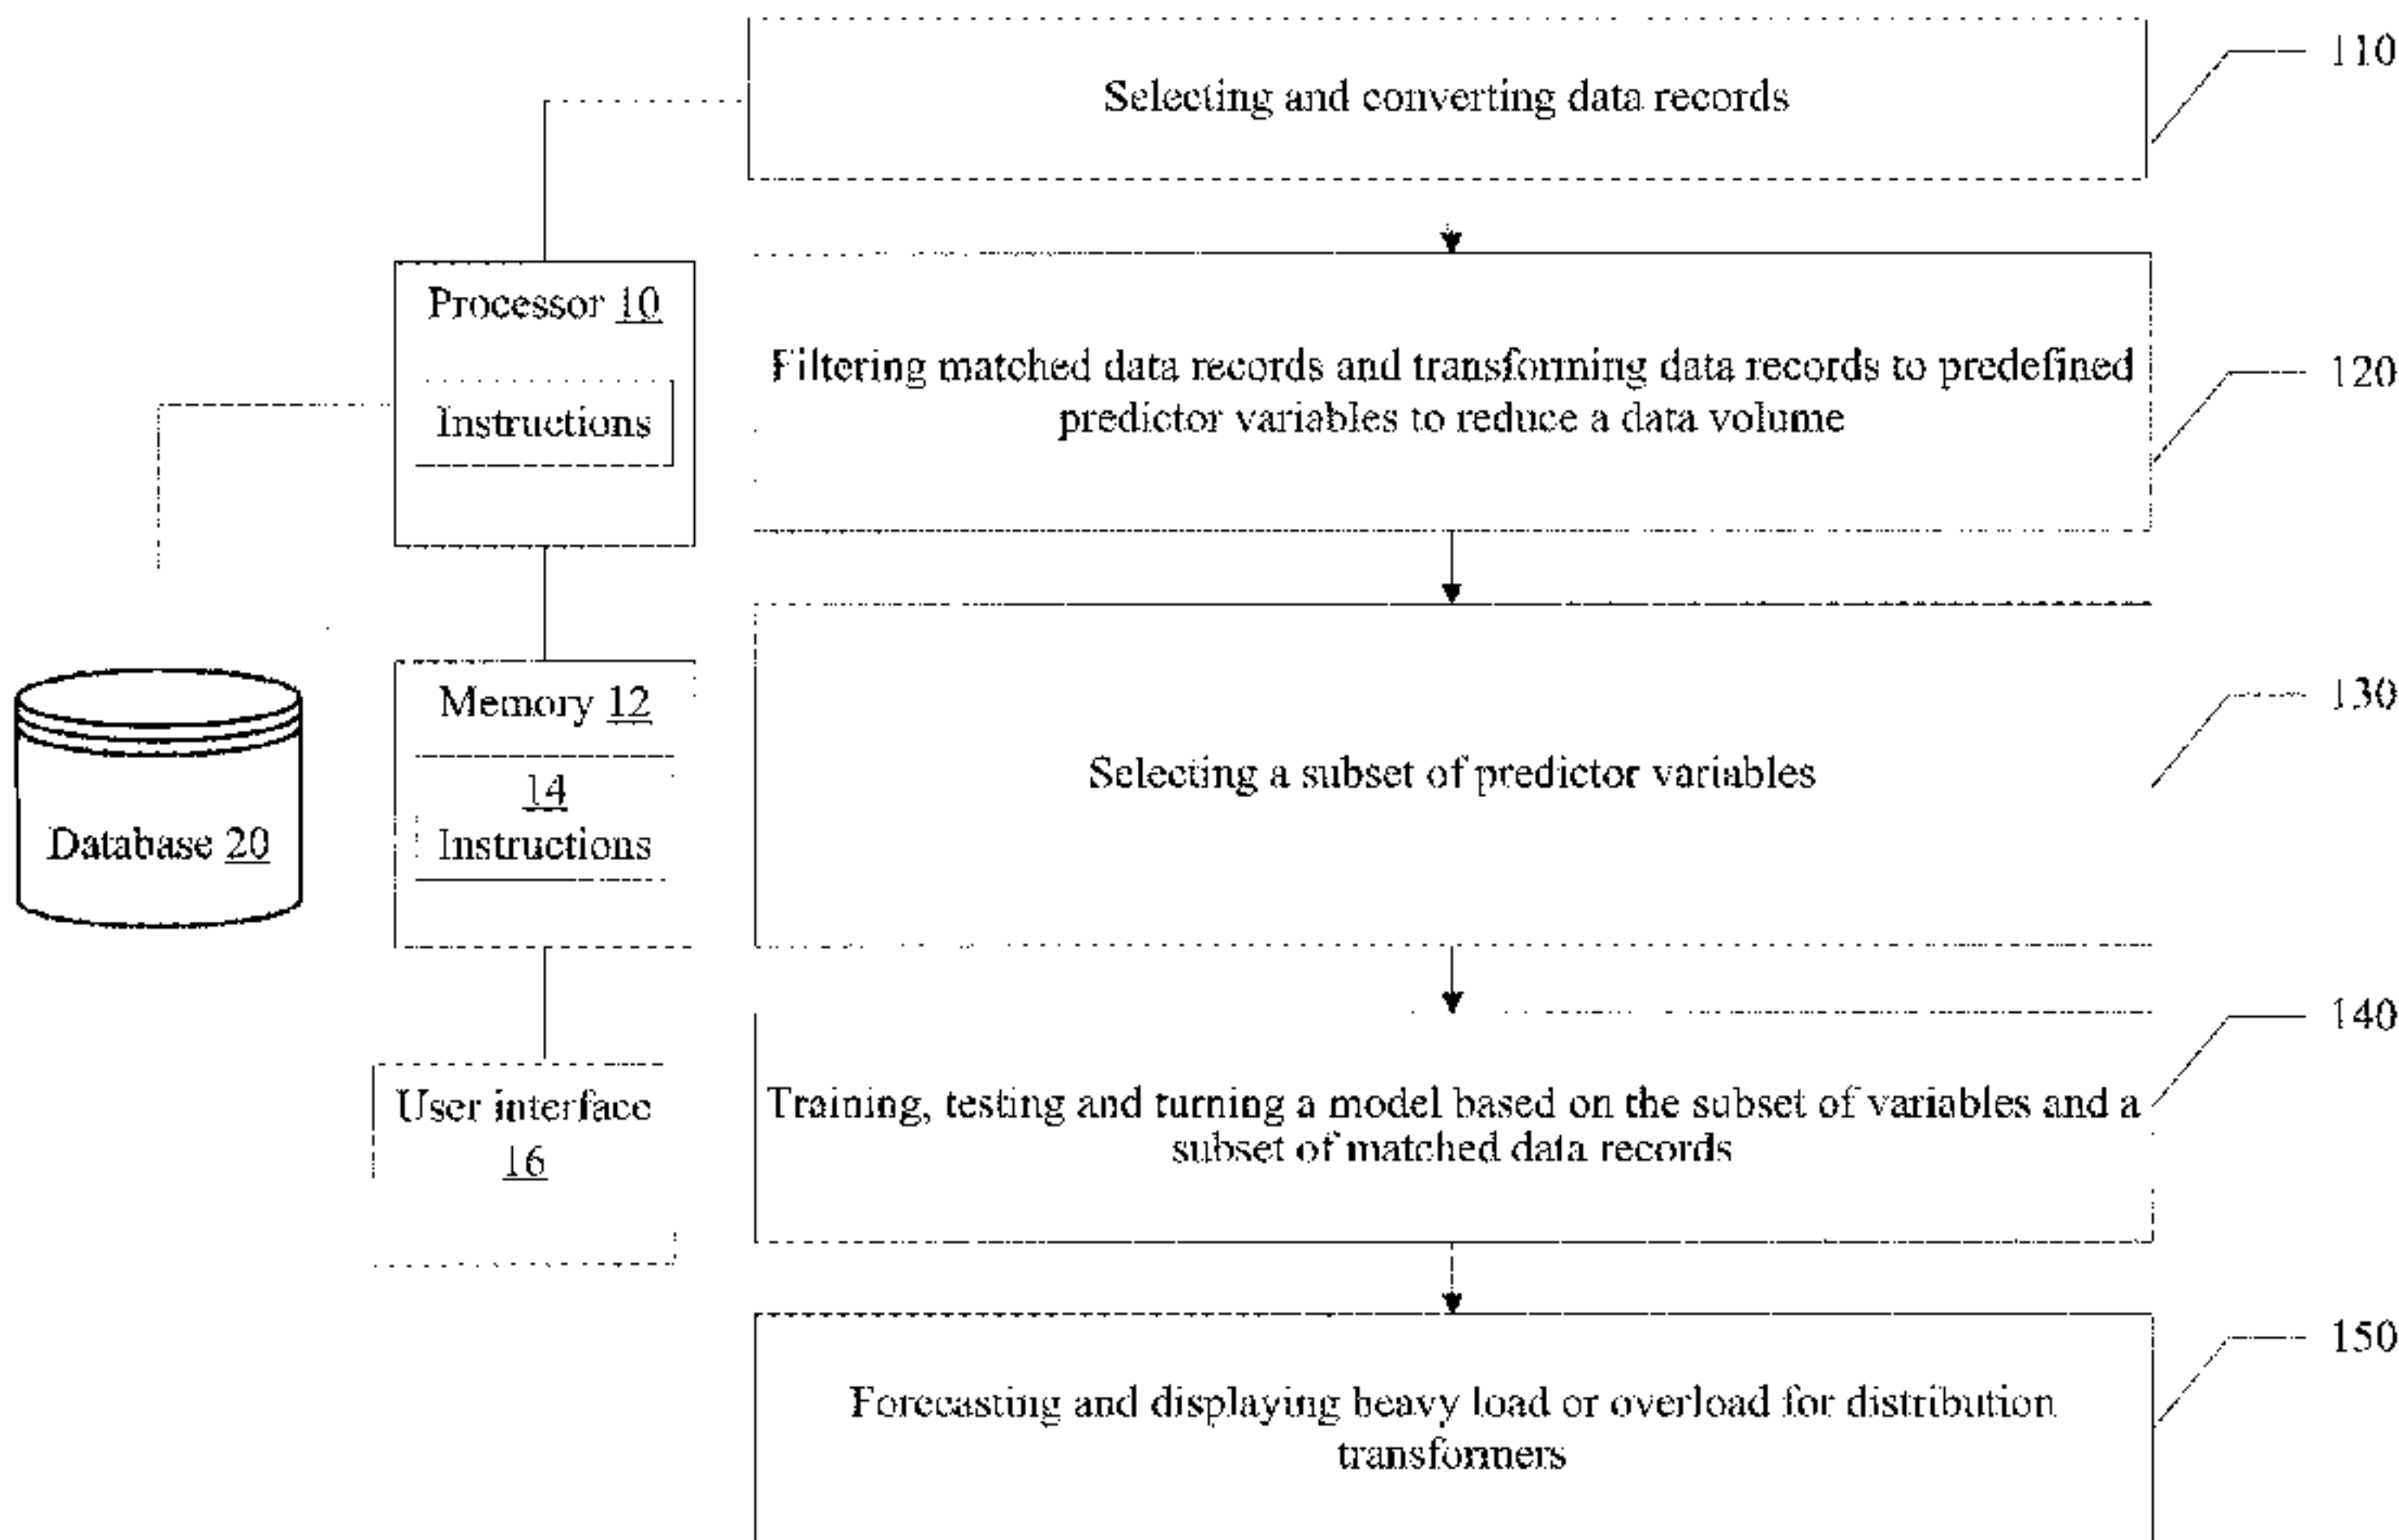 Selecting and converting data records
110
Processor 10
Instructions
Filtering matched data records and transforming data records to predefined
predictor variables to reduce a data volume
120
Database 20
Memory 12
14
Instructions
Selecting a subset of predictor variables
130
User interface
16
Training, testing and turning a model based on the subset of variables and a
subset of matched data records
140
Forecasting and displaying heavy load or overload for distribution
transformers
150